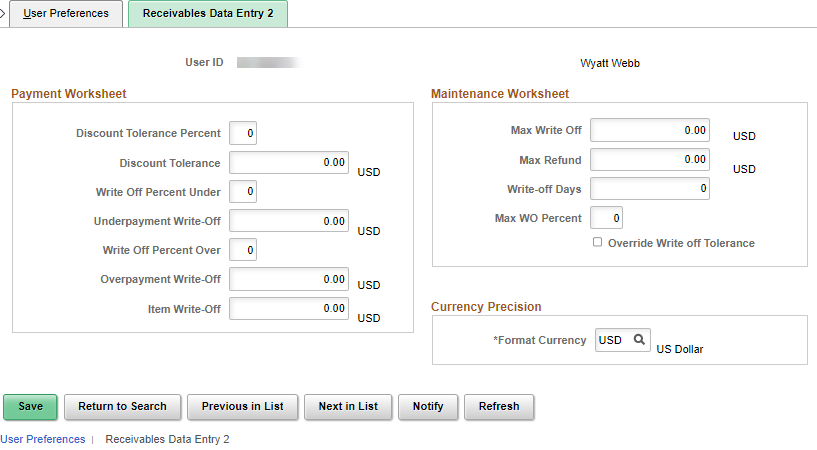 User Preferences Receivables Data Entry 2
User ID Wyatt Webb
Payment Worksheet
Discount Tolerance Percent 0
Discount Tolerance 0.00 USD
Write Off Percent Under 0
Underpayment Write-Off 0.00 USD
Write Off Percent Over 0
Overpayment Write-Off 0.00 USD
Item Write-Off 0.00 USD
Maintenance Worksheet
Max Write Off 0.00 USD
Max Refund 0.00 USD
Write-off Days 0
Max WO Percent 0
Override Write off Tolerance
Currency Precision
*Format Currency USD US Dollar
Save Return to Search Previous in List Next in List Notify Refresh
User Preferences | Receivables Data Entry 2